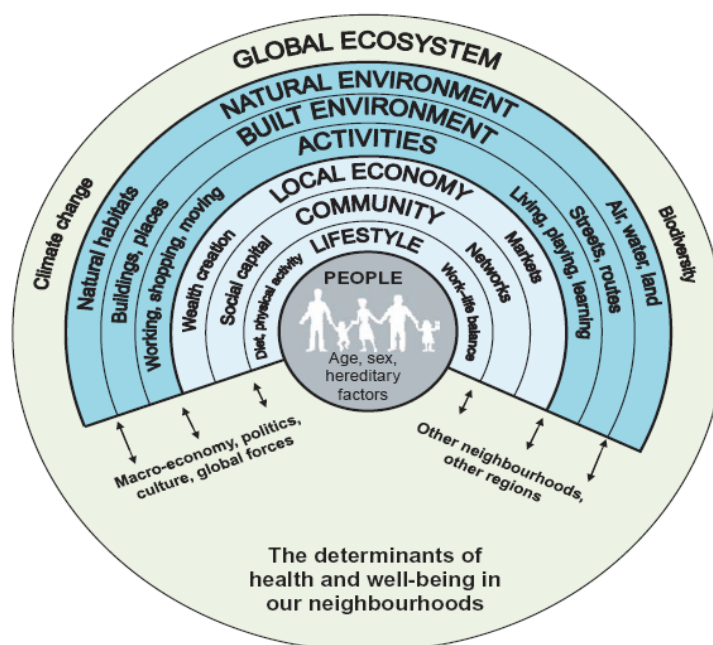 GLOBAL ECOSYSTEM
NATURAL ENVIRONMENT
BUILT ENVIRONMENT
ACTIVITIES
LOCAL ECONOMY
COMMUNITY
LIFESTYLE
Climate change
Natural habitats
Buildings, places
Working, shopping, moving
Wealth creation
Social capital
Diet, physical activity
Work-life balance
Networks
Markets
Living, playing, learning
Streets, routes
Air, water, land
Biodiversity
PEOPLE
Age, sex,
hereditary
factors
Macro-economy, politics,
culture, global forces
Other neighbourhoods,
other regions
The determinants of
health and well-being in
our neighbourhoods